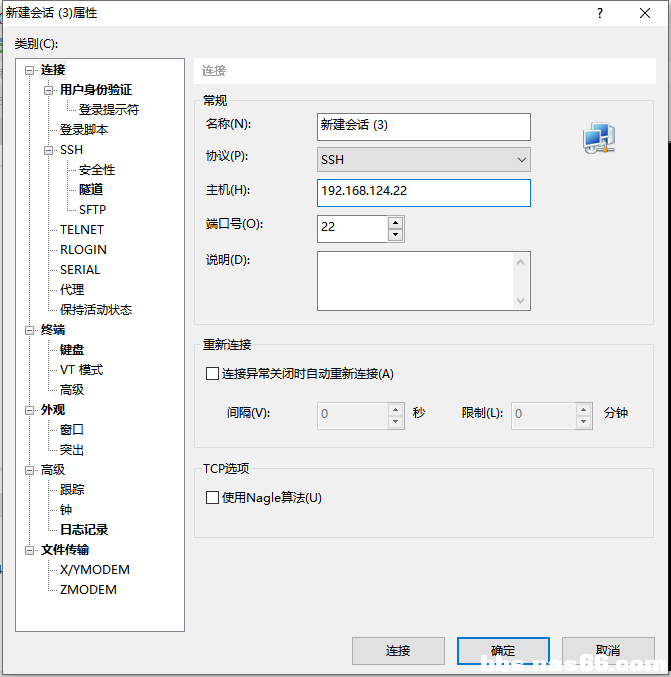 新建会话 (3)属性
?
类别(C):
连接
用户身份验证
登录提示符
登录脚本
SSH
安全性
隧道
SFTP
TELNET
RLOGIN
SERIAL
代理
保持活动状态
终端
键盘
VT 模式
高级
外观
窗口
突出
高级
跟踪
钟
日志记录
文件传输
X/YMODEM
ZMODEM
连接
常规
名称(N):
新建会话 (3)
协议(P):
SSH
主机(H):
192.168.124.22
端口号(O):
22
说明(D):
重新连接
连接异常关闭时自动重新连接(A)
间隔(V):
0
秒
限制(L):
0
分钟
TCP选项
使用Nagle算法(U)
连接
确定
取消
bbs.nas66.com